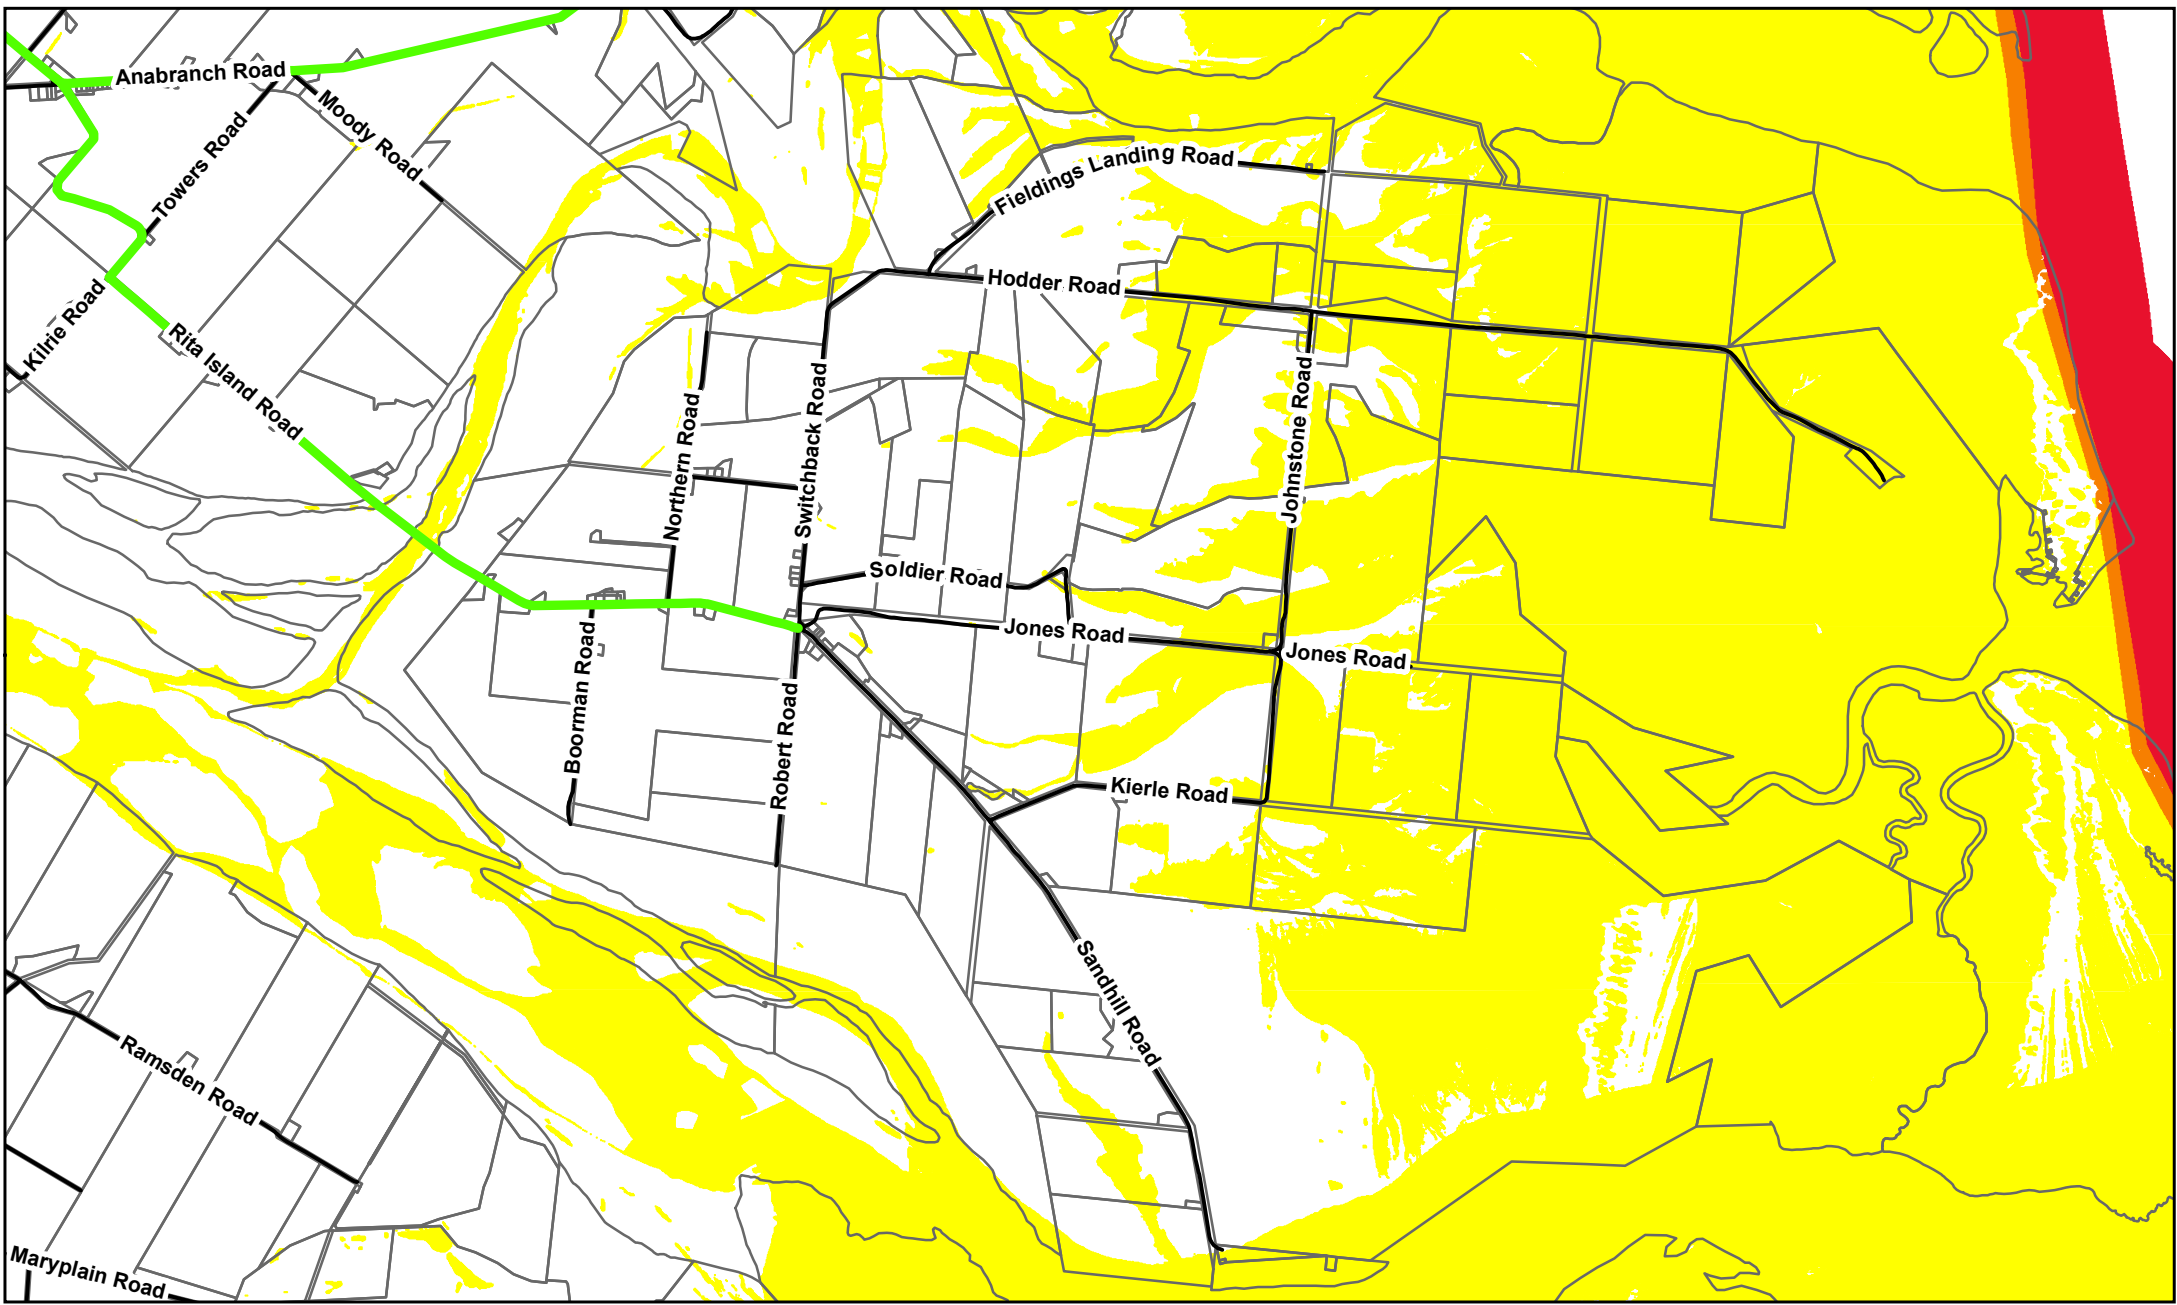 Anabranch Road
Moody Road
Towers Road
Fieldings Landing Road
Hodder Road
Kilrie Road
Rita Island Road
Northern Road
Switchback Road
Johnstone Road
Soldier Road
Jones Road
Jones Road
Boorman Road
Robert Road
Kierle Road
Sandhill Road
Ramsden Road
Maryplain Road